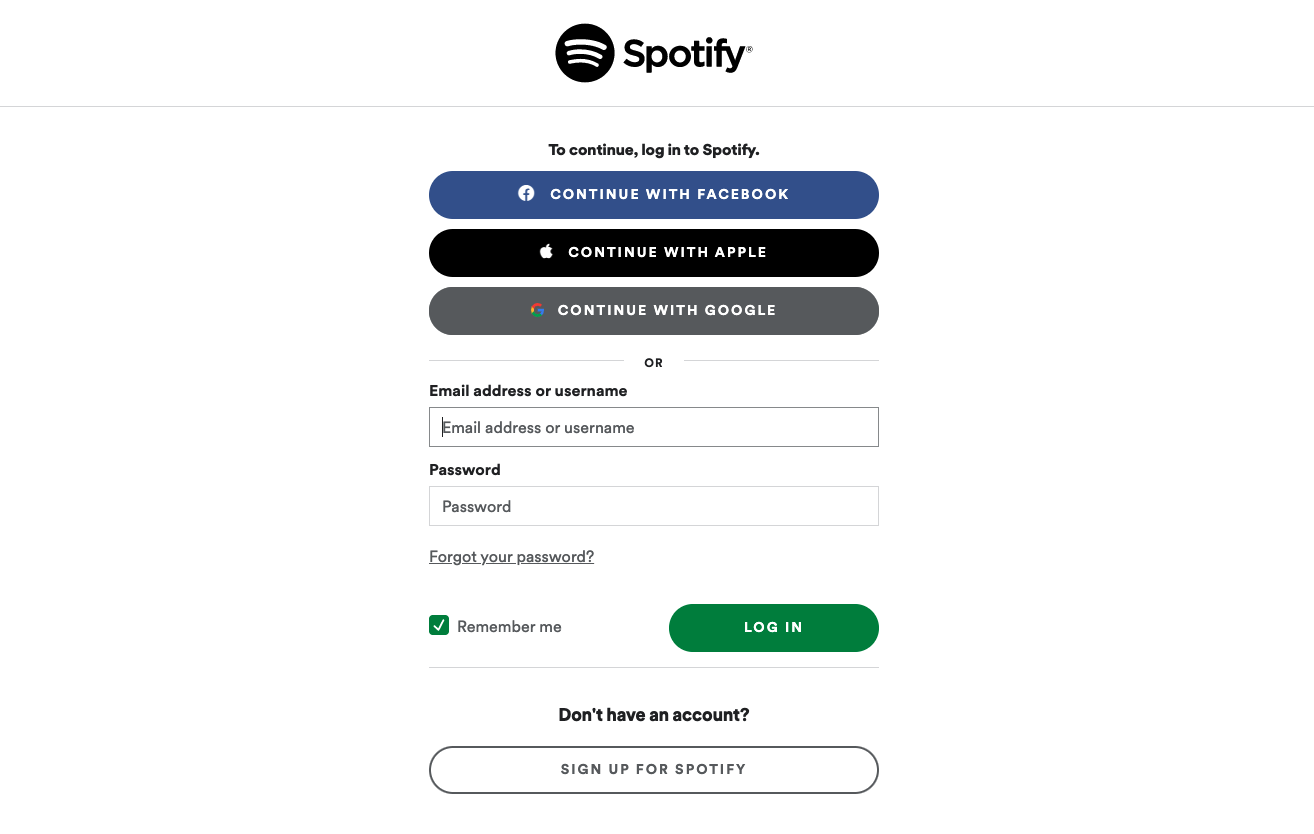 Spotify®
To continue, log in to Spotify.
CONTINUE WITH FACEBOOK
CONTINUE WITH APPLE
CONTINUE WITH GOOGLE
OR
Email address or username
Email address or username
Password
Password
Forgot your password?
Remember me
LOG IN
Don't have an account?
SIGN UP FOR SPOTIFY